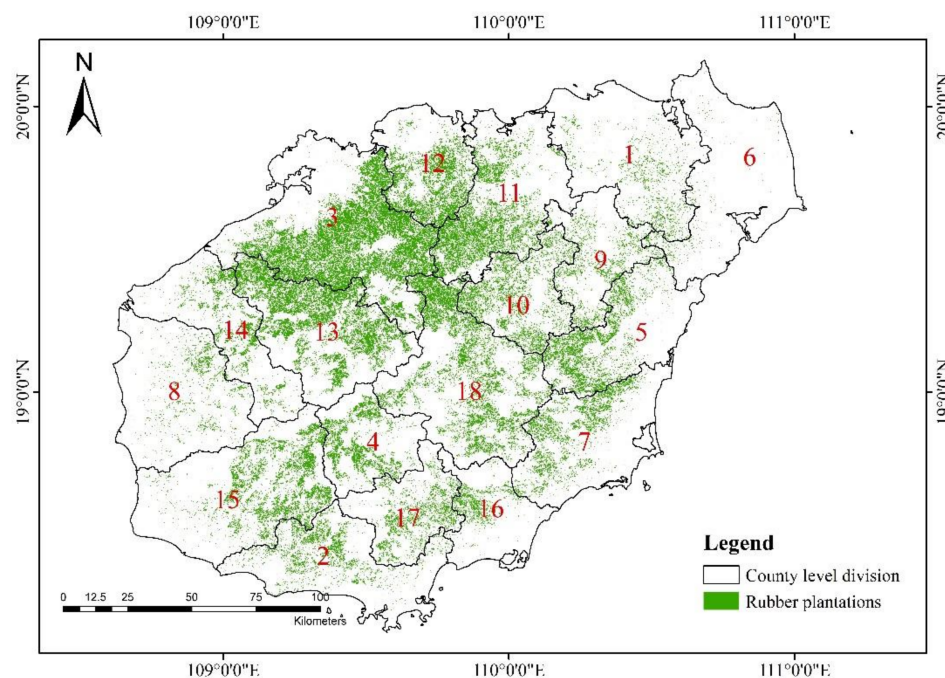 109°0'0"E 110°0'0"E 111°0'0"E
N
20°0'0"N
20°0'0"N
12
1
6
11
3
9
10
14
13
5
8
18
19°0'0"N
19°0'0"N
4
7
15
16
17
2
Legend
County level division
Rubber plantations
0 12.5 25 50 75 100
Kilometers
109°0'0"E 110°0'0"E 111°0'0"E